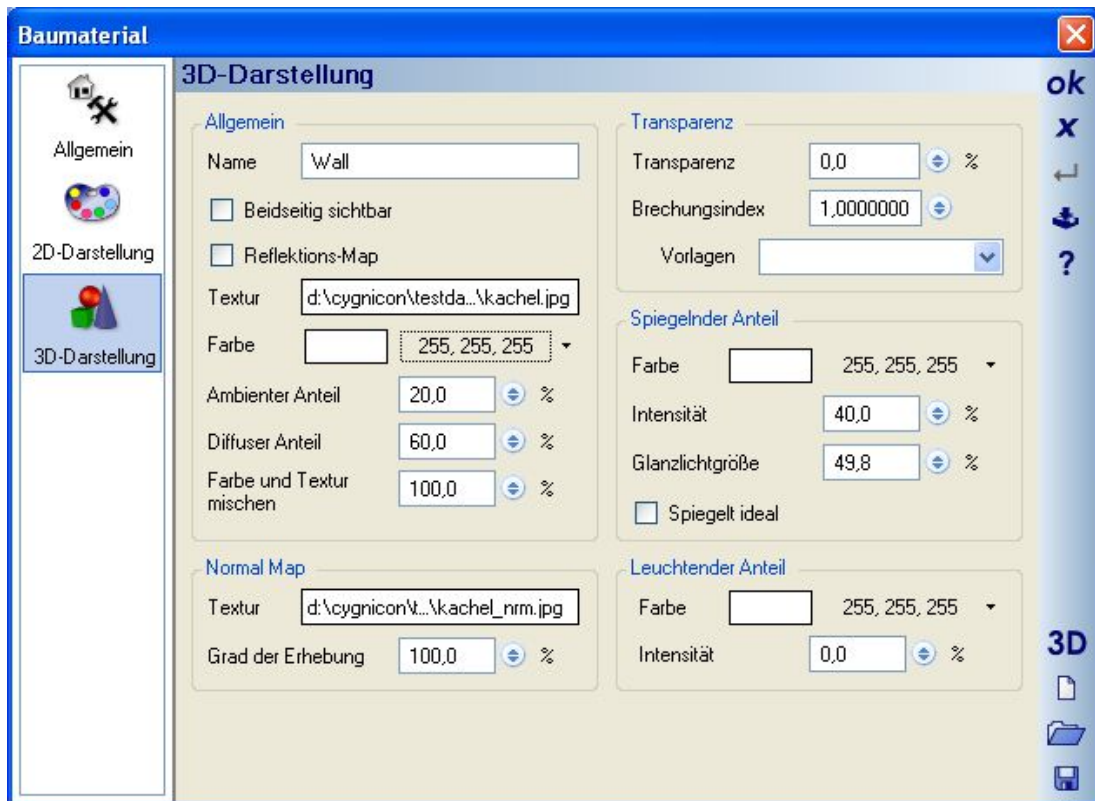 Baumaterial
Allgemein
2D-Darstellung
3D-Darstellung
3D-Darstellung
Allgemein
Name Wall
Beidseitig sichtbar
Reflektions-Map
Textur d:\cygnicon\testda...\kachel.jpg
Farbe 255, 255, 255
Ambienter Anteil 20,0 %
Diffuser Anteil 60,0 %
Farbe und Textur
mischen 100,0 %
Normal Map
Textur d:\cygnicon\t...\kachel_nrm.jpg
Grad der Erhebung 100,0 %
Transparenz
Transparenz 0,0 %
Brechungsindex 1,0000000
Vorlagen
Spiegelnder Anteil
Farbe 255, 255, 255
Intensität 40,0 %
Glanzlichtgröße 49,8 %
Spiegelt ideal
Leuchtender Anteil
Farbe 255, 255, 255
Intensität 0,0 %
ok
x
?
3D